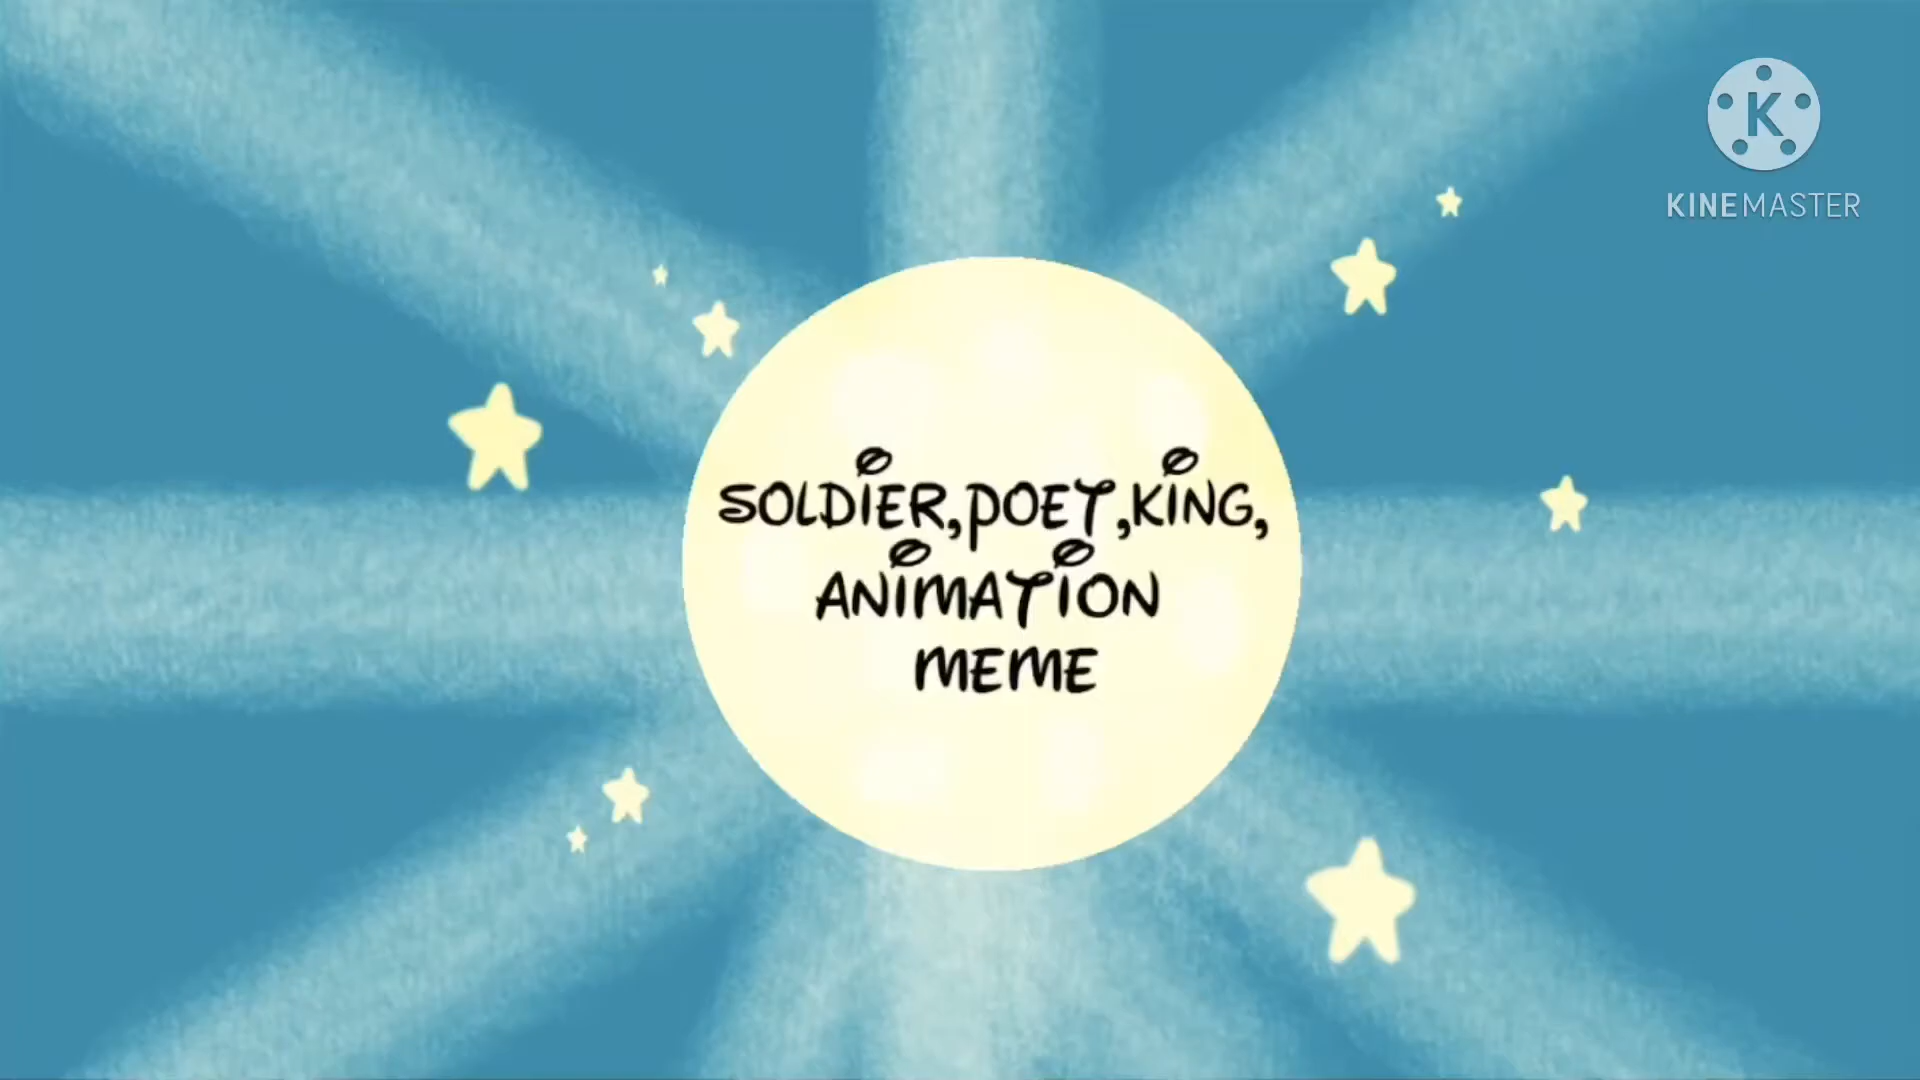 SOLDIER,POET,KING,
ANIMATION
MEME
K
KINEMASTER